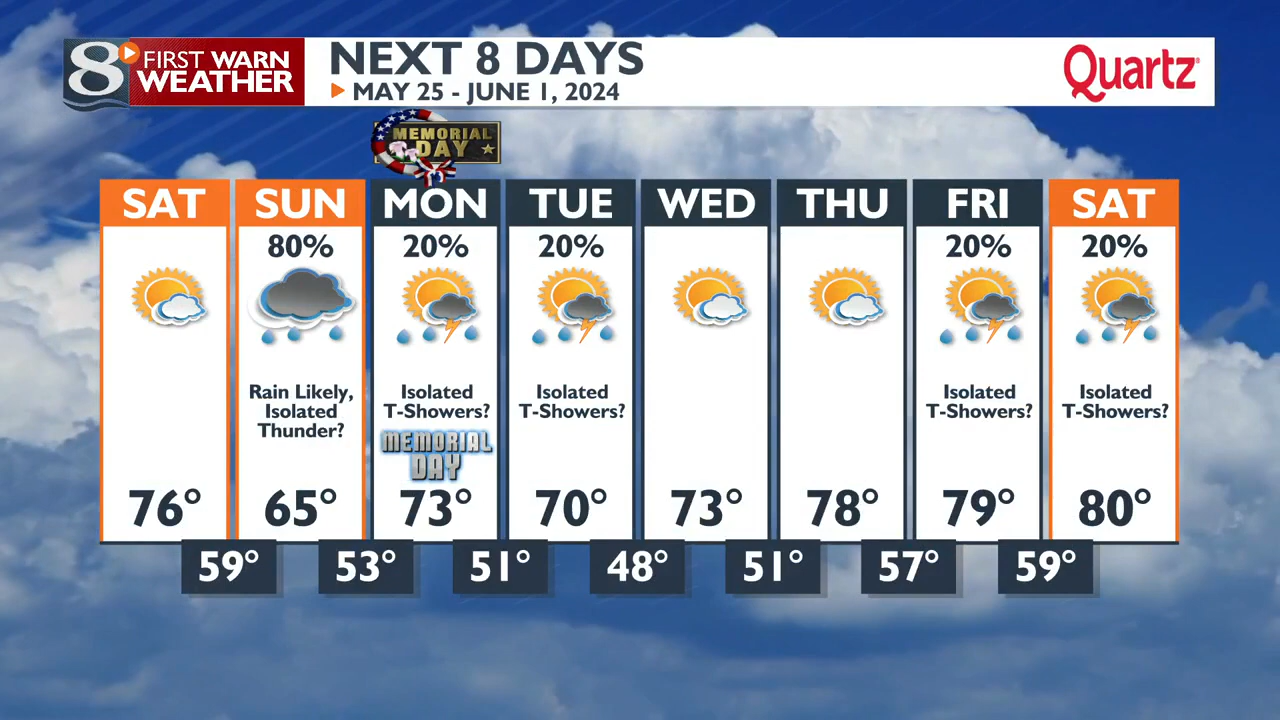 8 FIRST WARN
WEATHER
NEXT 8 DAYS
MAY 25 - JUNE 1, 2024
Quartz
MEMORIAL
DAY
SAT
76°
SUN
80%
Rain Likely,
Isolated
Thunder?
65°
MON
20%
Isolated
T-Showers?
MEMORIAL
DAY
73°
TUE
20%
Isolated
T-Showers?
70°
WED
73°
THU
78°
FRI
20%
Isolated
T-Showers?
79°
SAT
20%
Isolated
T-Showers?
80°
59° 53° 51° 48° 51° 57° 59°